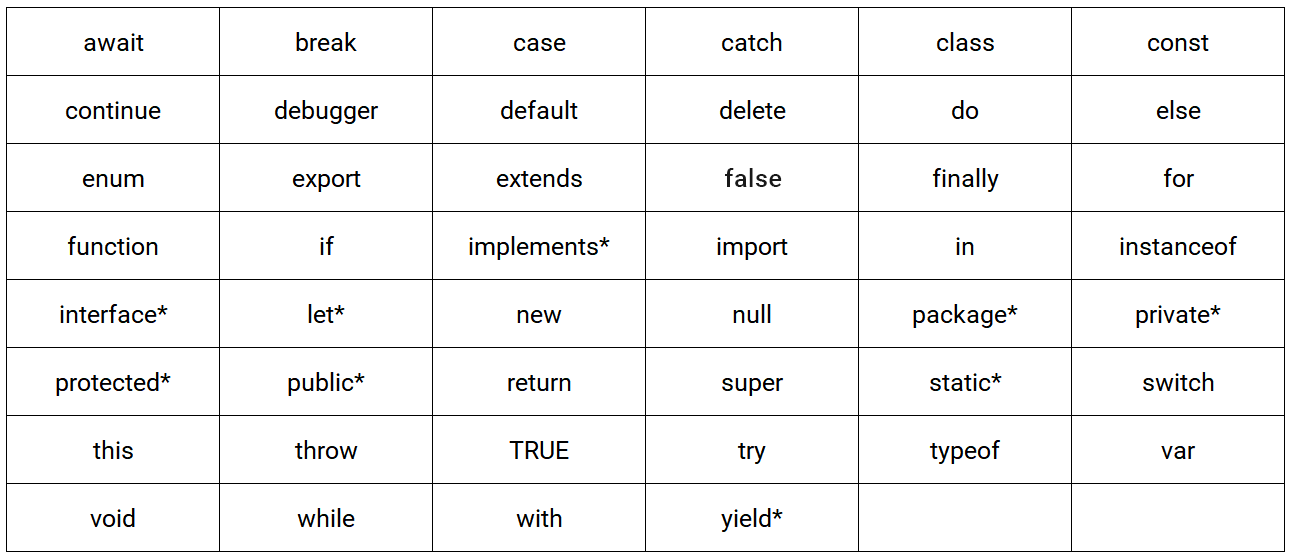 await break case catch class const
continue debugger default delete do else
enum export extends false finally for
function if implements* import in instanceof
interface* let* new null package* private*
protected* public* return super static* switch
this throw TRUE try typeof var
void while with yield*